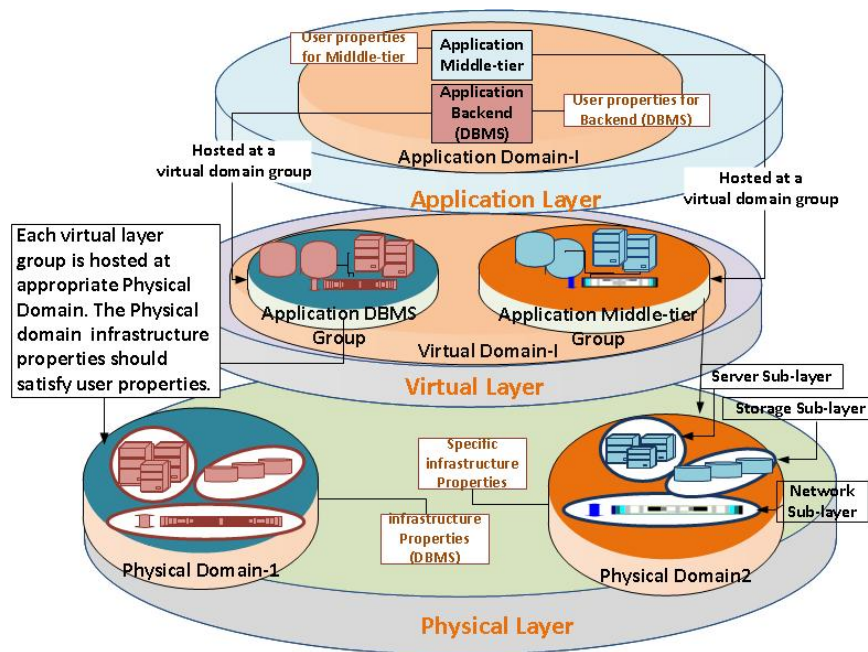 User properties
for Midldle-tier
Application
Middle-tier
Application
Backend
(DBMS)
User properties for
Backend (DBMS)
Hosted at a
virtual domain group
Application Domain-I
Hosted at a
virtual domain group
Application Layer
Each virtual layer
group is hosted at
appropriate Physical
Domain. The Physical
domain infrastructure
properties should
satisfy user properties.
Application DBMS
Group
Application Middle-tier
Group
Virtual Domain-I
Virtual Layer
Server Sub-layer
Storage Sub-layer
Specific
infrastructure
Properties
Network
Sub-layer
infrastructure
Properties
(DBMS)
Physical Domain-1
Physical Domain2
Physical Layer